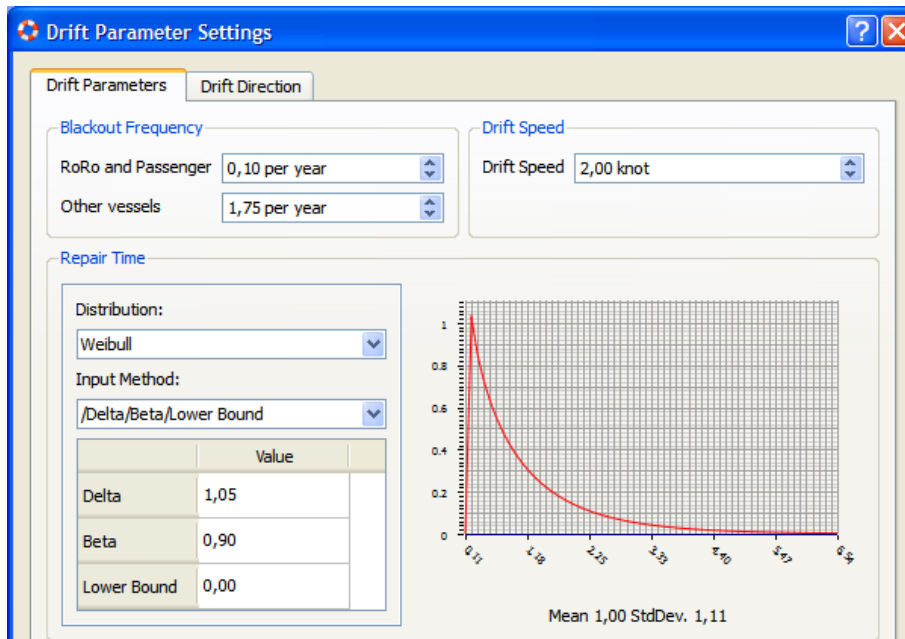 Drift Parameter Settings
Drift Parameters
Drift Direction
Blackout Frequency
RoRo and Passenger 0,10 per year
Other vessels 1,75 per year
Drift Speed
Drift Speed 2,00 knot
Repair Time
Distribution:
Weibull
Input Method:
/Delta/Beta/Lower Bound
Value
Delta 1,05
Beta 0,90
Lower Bound 0,00
1
0.8
0.6
0.4
0.2
0
0,11 1,18 2,25 3,33 4,40 5,47 6,54
Mean 1,00 StdDev. 1,11